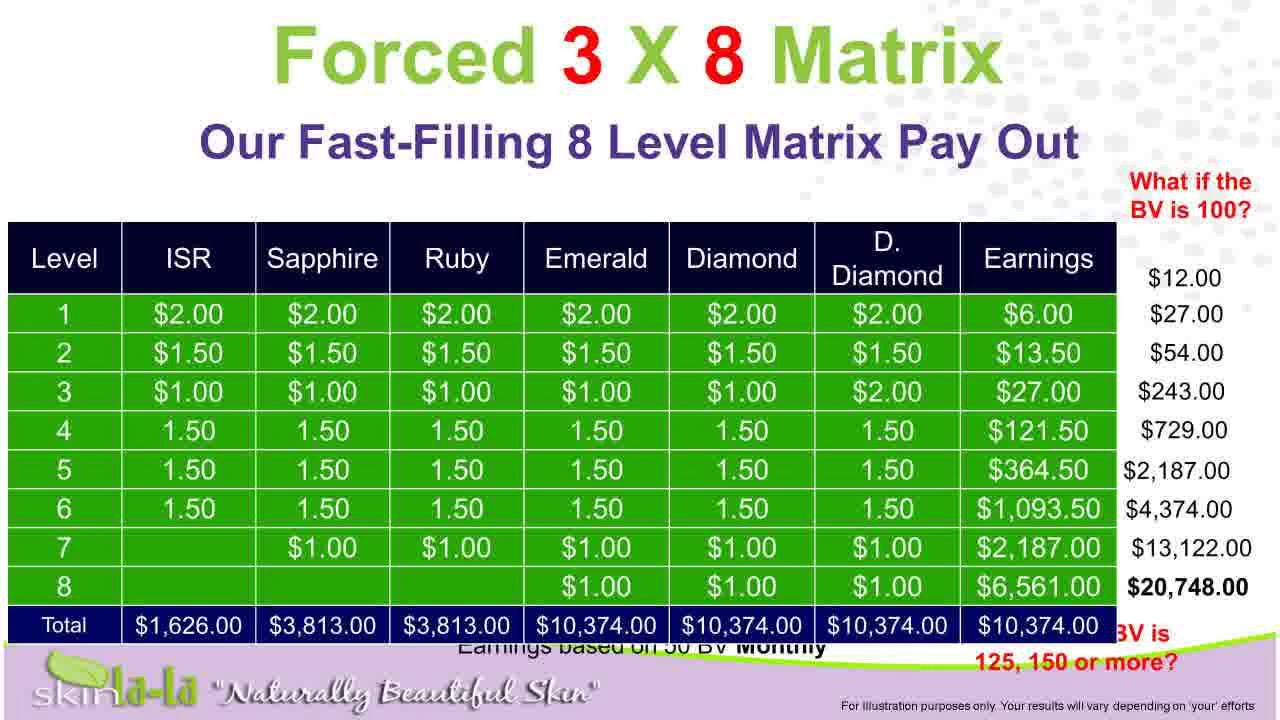 Forced 3 X 8 Matrix
Our Fast-Filling 8 Level Matrix Pay Out
What if the
BV is 100?
Level ISR Sapphire Ruby Emerald Diamond D. Diamond Earnings
$12.00
1 $2.00 $2.00 $2.00 $2.00 $2.00 $2.00 $6.00 $27.00
2 $1.50 $1.50 $1.50 $1.50 $1.50 $1.50 $13.50 $54.00
3 $1.00 $1.00 $1.00 $1.00 $1.00 $2.00 $27.00 $243.00
4 1.50 1.50 1.50 1.50 1.50 1.50 $121.50 $729.00
5 1.50 1.50 1.50 1.50 1.50 1.50 $364.50 $2,187.00
6 1.50 1.50 1.50 1.50 1.50 1.50 $1,093.50 $4,374.00
7 $1.00 $1.00 $1.00 $1.00 $1.00 $2,187.00 $13,122.00
8 $1.00 $1.00 $1.00 $6,561.00 $20,748.00
Total $1,626.00 $3,813.00 $3,813.00 $10,374.00 $10,374.00 $10,374.00 $10,374.00
BV is
Earnings based on 50 BV Monthly
125, 150 or more?
skin la-la "Naturally Beautiful Skin"
For Illustration purposes only. Your results will vary depending on 'your' efforts